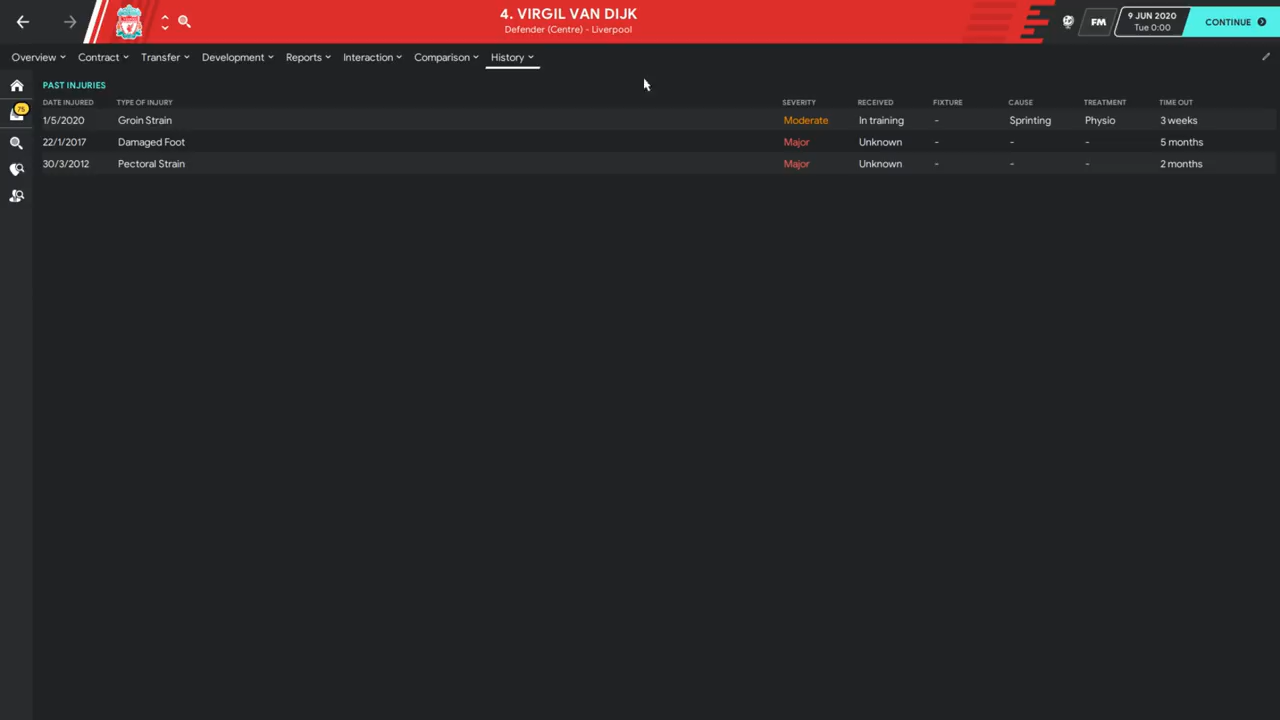 4. VIRGIL VAN DIJK
Defender (Centre) - Liverpool
FM
9 JUN 2020
Tue 0:00
CONTINUE
Overview Contract Transfer Development Reports Interaction Comparison History
75
PAST INJURIES
DATE INJURED TYPE OF INJURY SEVERITY RECEIVED FIXTURE CAUSE TREATMENT TIME OUT
1/5/2020 Groin Strain Moderate In training - Sprinting Physio 3 weeks
22/1/2017 Damaged Foot Major Unknown - - - 5 months
30/3/2012 Pectoral Strain Major Unknown - - - 2 months